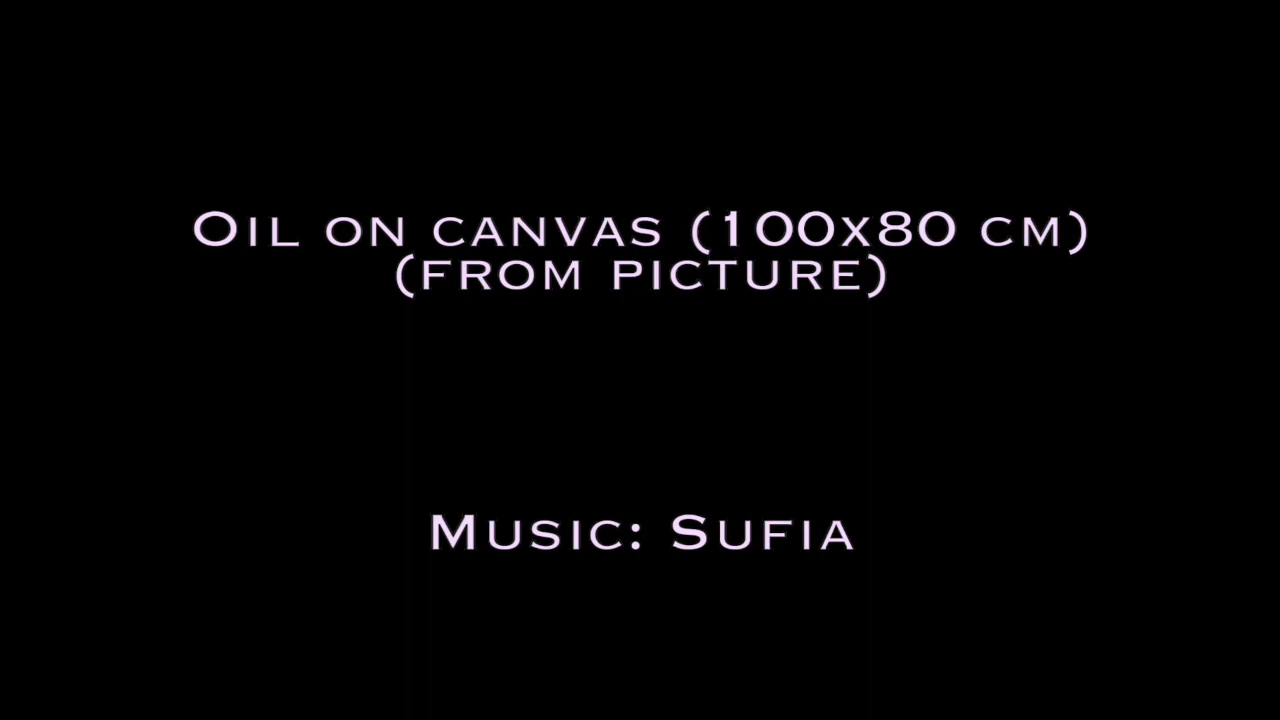 Oil on canvas (100x80 cm)
(from picture)
Music: Sufia